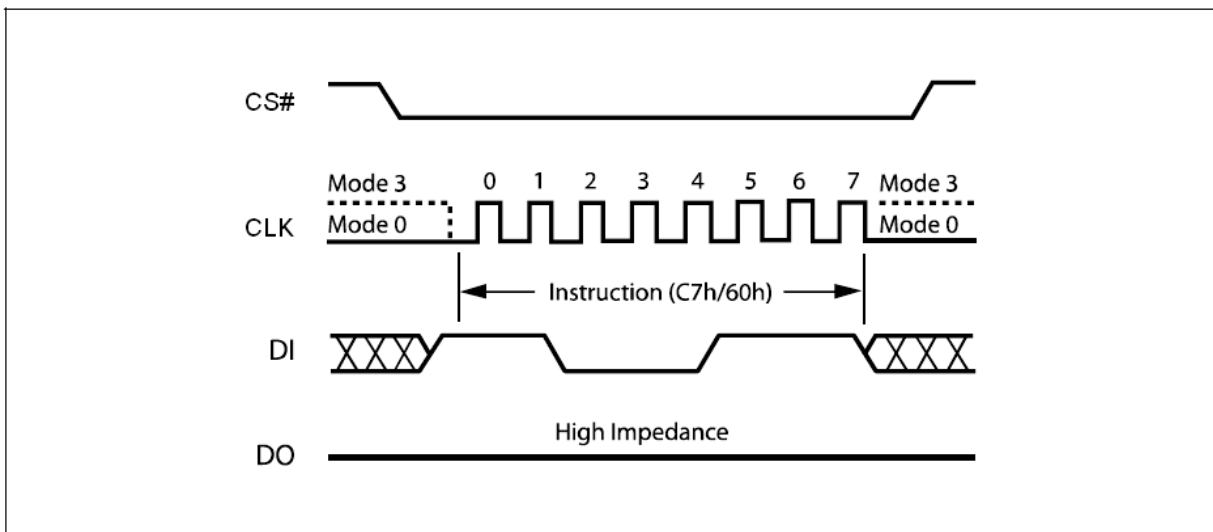 CS#
Mode 3 0 1 2 3 4 5 6 7 Mode 3
CLK Mode 0 Mode 0
Instruction (C7h/60h)
DI
High Impedance
DO